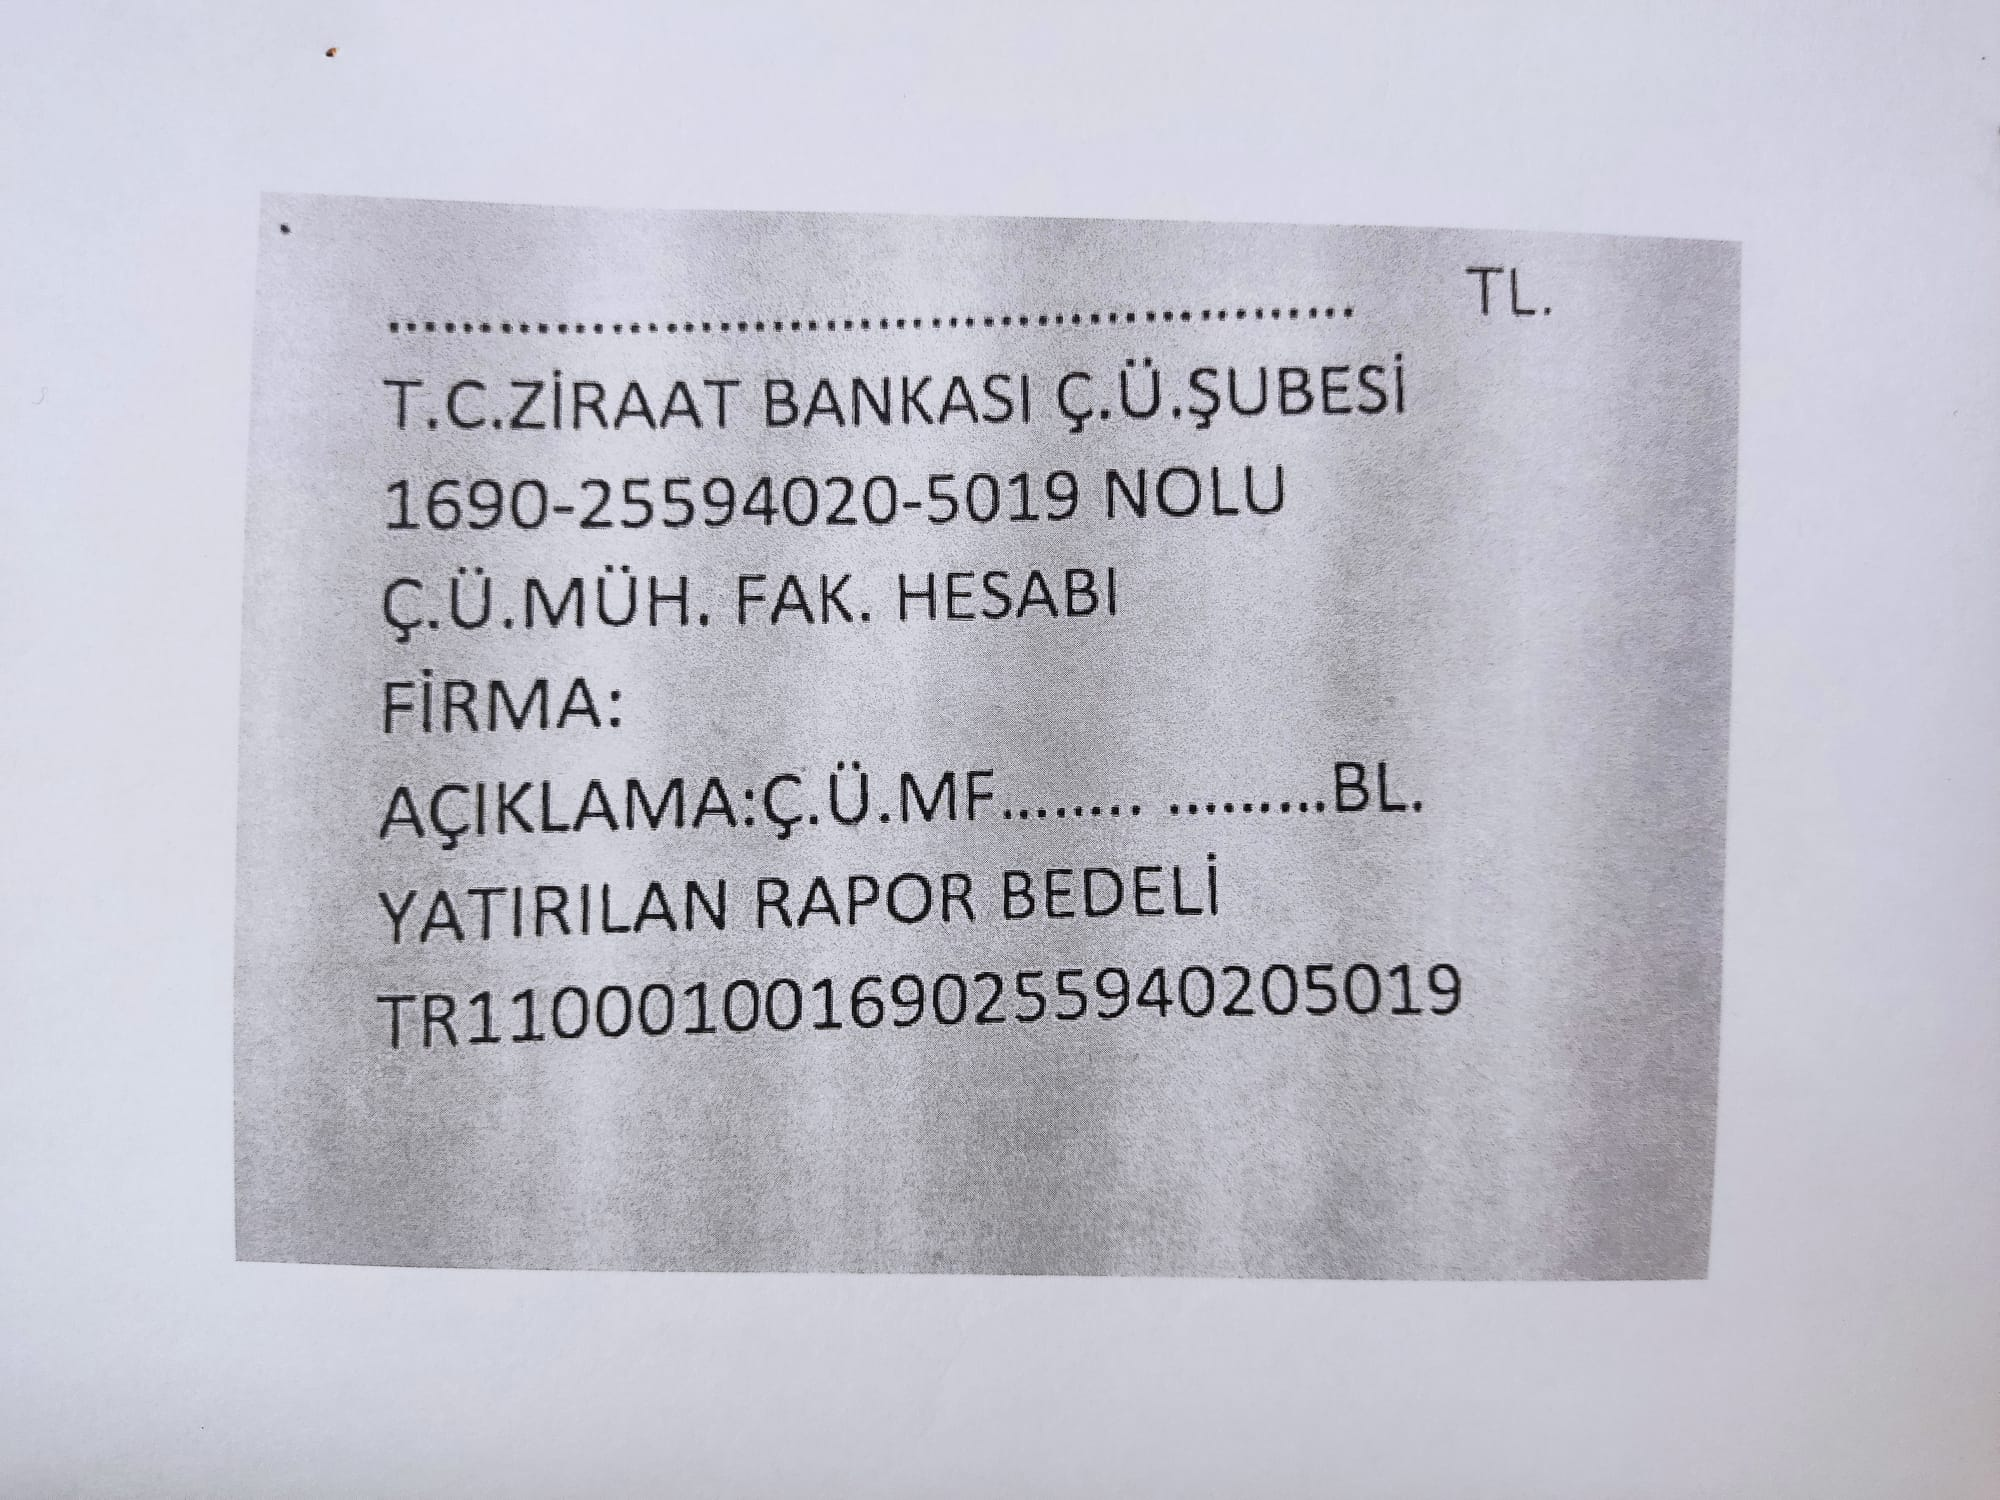 .................................................................. TL.
T.C.ZİRAAT BANKASI Ç.Ü.ŞUBESİ
1690-25594020-5019 NOLU
Ç.Ü.MÜH. FAK. HESABI
FİRMA:
AÇIKLAMA:Ç.Ü.MF........ .........BL.
YATIRILAN RAPOR BEDELİ
TR110001001690255940205019